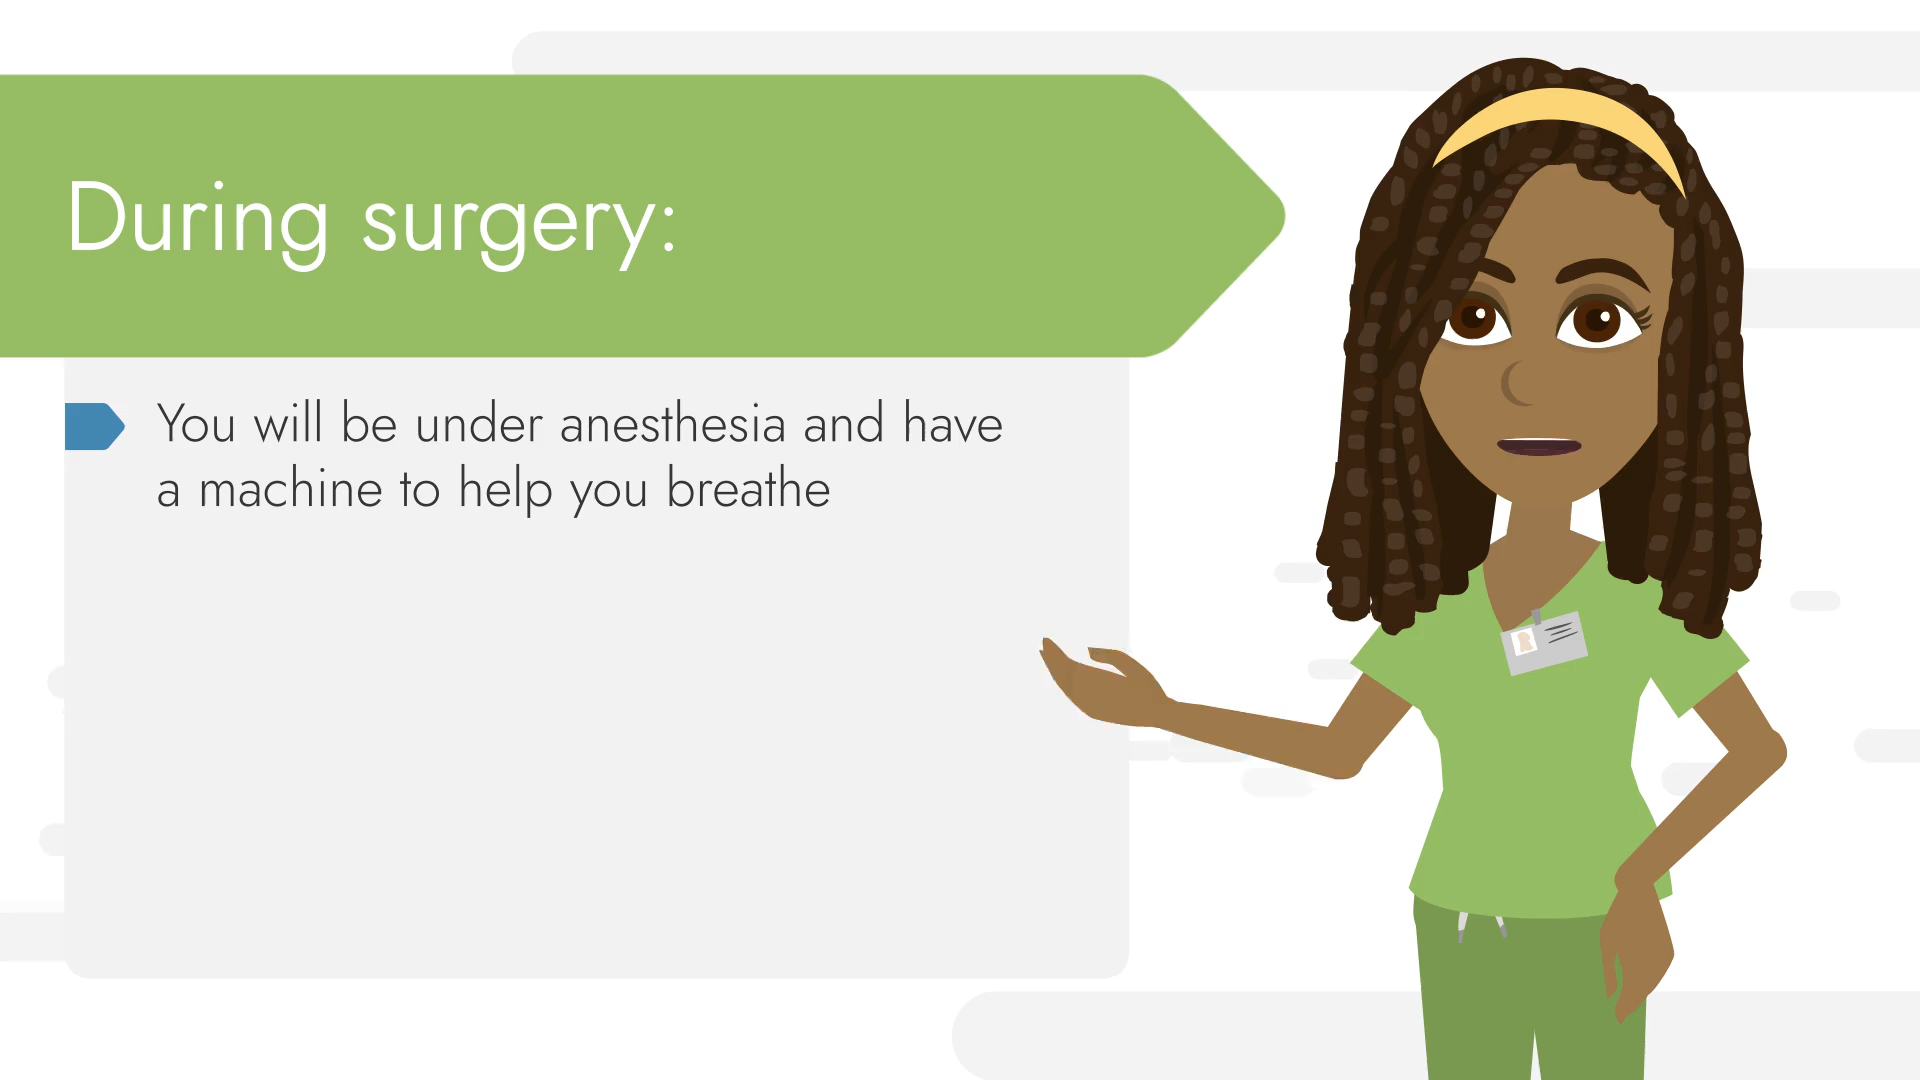 During surgery:
You will be under anesthesia and have
a machine to help you breathe